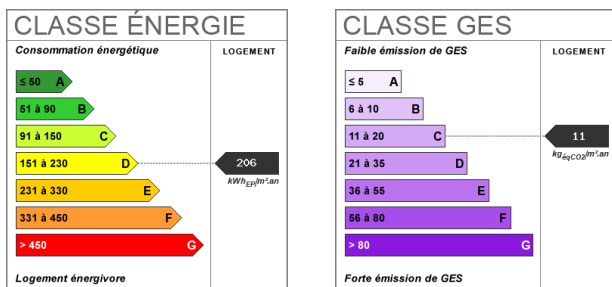 CLASSE ÉNERGIE
Consommation énergétique
LOGEMENT
≤ 50 A
51 à 90 B
91 à 150 C
151 à 230 D
206
kWhEP/m².an
231 à 330 E
331 à 450 F
> 450 G
Logement énergivore
CLASSE GES
Faible émission de GES
LOGEMENT
≤ 5 A
6 à 10 B
11 à 20 C
11
kgéqCO2/m².an
21 à 35 D
36 à 55 E
56 à 80 F
> 80 G
Forte émission de GES